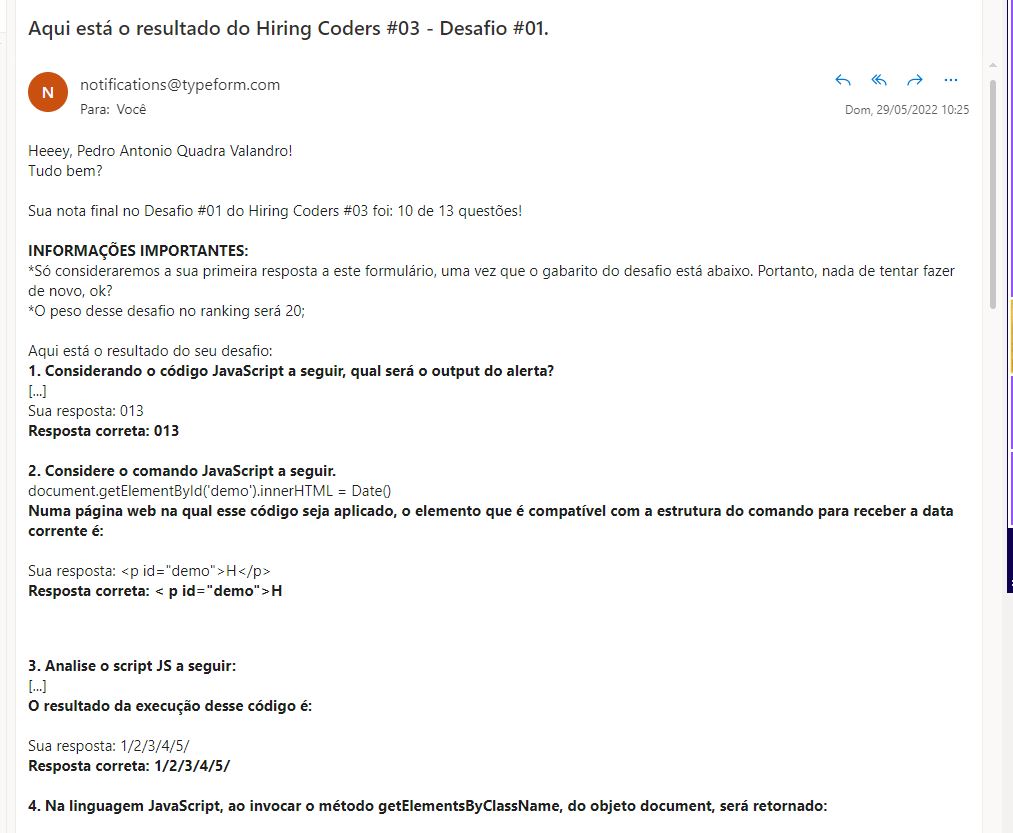 Aqui está o resultado do Hiring Coders #03 - Desafio #01.
N
notifications@typeform.com
Para: Você
Dom, 29/05/2022 10:25
Heeey, Pedro Antonio Quadra Valandro!
Tudo bem?
Sua nota final no Desafio #01 do Hiring Coders #03 foi: 10 de 13 questões!
INFORMAÇÕES IMPORTANTES:
*Só consideraremos a sua primeira resposta a este formulário, uma vez que o gabarito do desafio está abaixo. Portanto, nada de tentar fazer
de novo, ok?
*O peso desse desafio no ranking será 20;
Aqui está o resultado do seu desafio:
1. Considerando o código JavaScript a seguir, qual será o output do alerta?
[...]
Sua resposta: 013
Resposta correta: 013
2. Considere o comando JavaScript a seguir.
document.getElementById('demo').innerHTML = Date()
Numa página web na qual esse código seja aplicado, o elemento que é compatível com a estrutura do comando para receber a data
corrente é:
Sua resposta: <p id="demo">H</p>
Resposta correta: < p id="demo">H
3. Analise o script JS a seguir:
[...]
O resultado da execução desse código é:
Sua resposta: 1/2/3/4/5/
Resposta correta: 1/2/3/4/5/
4. Na linguagem JavaScript, ao invocar o método getElementsByClassName, do objeto document, será retornado: